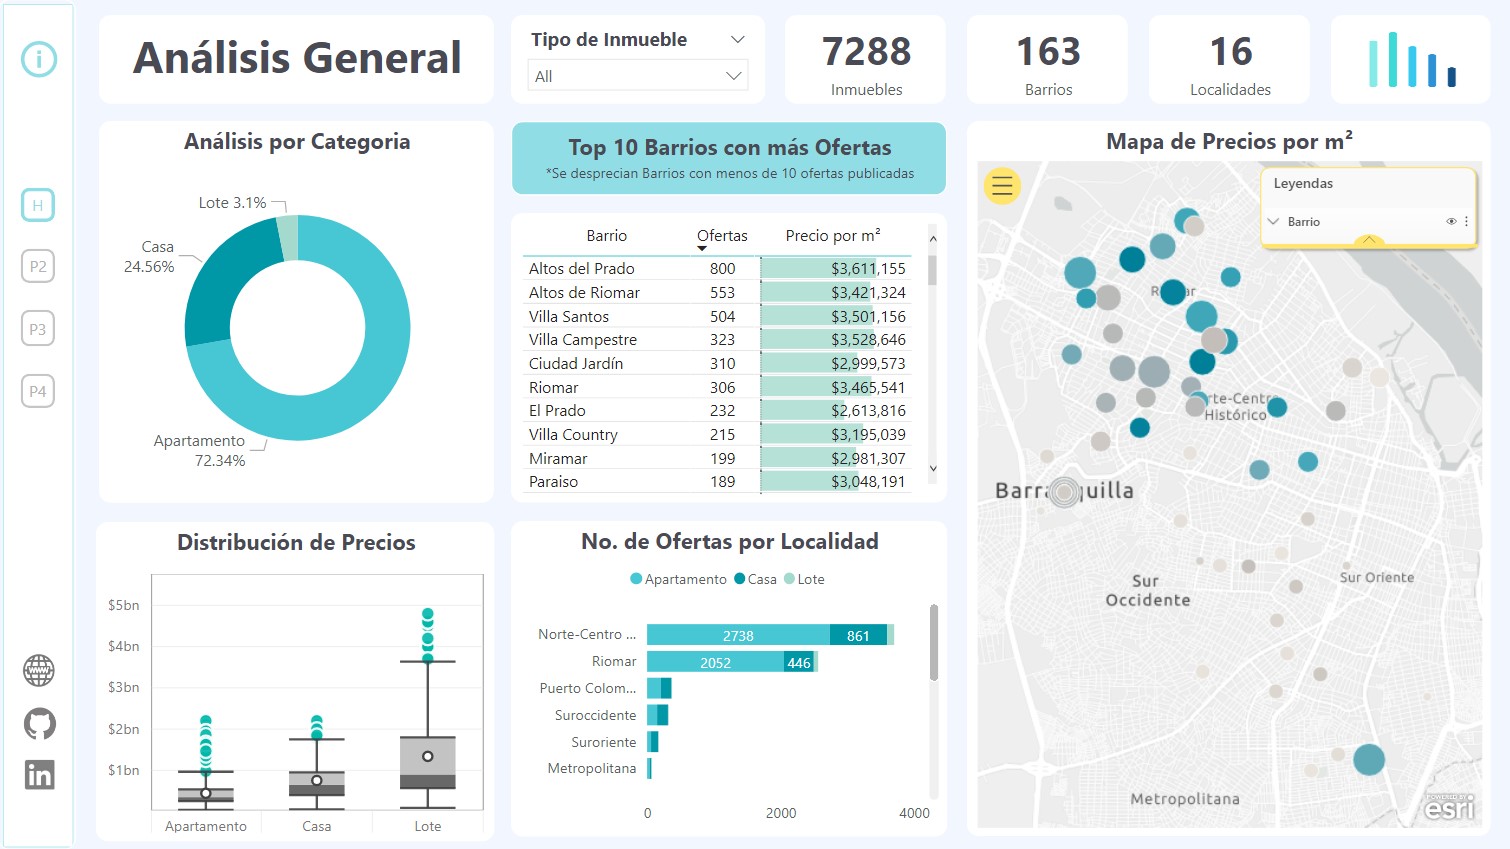 Análisis General
Tipo de Inmueble
All
7288
Inmuebles
163
Barrios
16
Localidades
H
P2
P3
P4
Análisis por Categoria
Lote 3.1%
Casa
24.56%
Apartamento
72.34%
Top 10 Barrios con más Ofertas
*Se desprecian Barrios con menos de 10 ofertas publicadas
Barrio Ofertas Precio por m²
Altos del Prado 800 $3,611,155
Altos de Riomar 553 $3,421,324
Villa Santos 504 $3,501,156
Villa Campestre 323 $3,528,646
Ciudad Jardín 310 $2,999,573
Riomar 306 $3,465,541
El Prado 232 $2,613,816
Villa Country 215 $3,195,039
Miramar 199 $2,981,307
Paraiso 189 $3,048,191
Mapa de Precios por m²
Leyendas
Barrio
Histórico
Sur
Occidente
Sur Oriente
Metropolitana
POWERED BY
esri
Distribución de Precios
$5bn
$4bn
$3bn
$2bn
$1bn
Apartamento Casa Lote
No. de Ofertas por Localidad
Apartamento Casa Lote
Norte-Centro ... 2738 861
Riomar 2052 446
Puerto Colom...
Suroccidente
Suroriente
Metropolitana
0 2000 4000
in